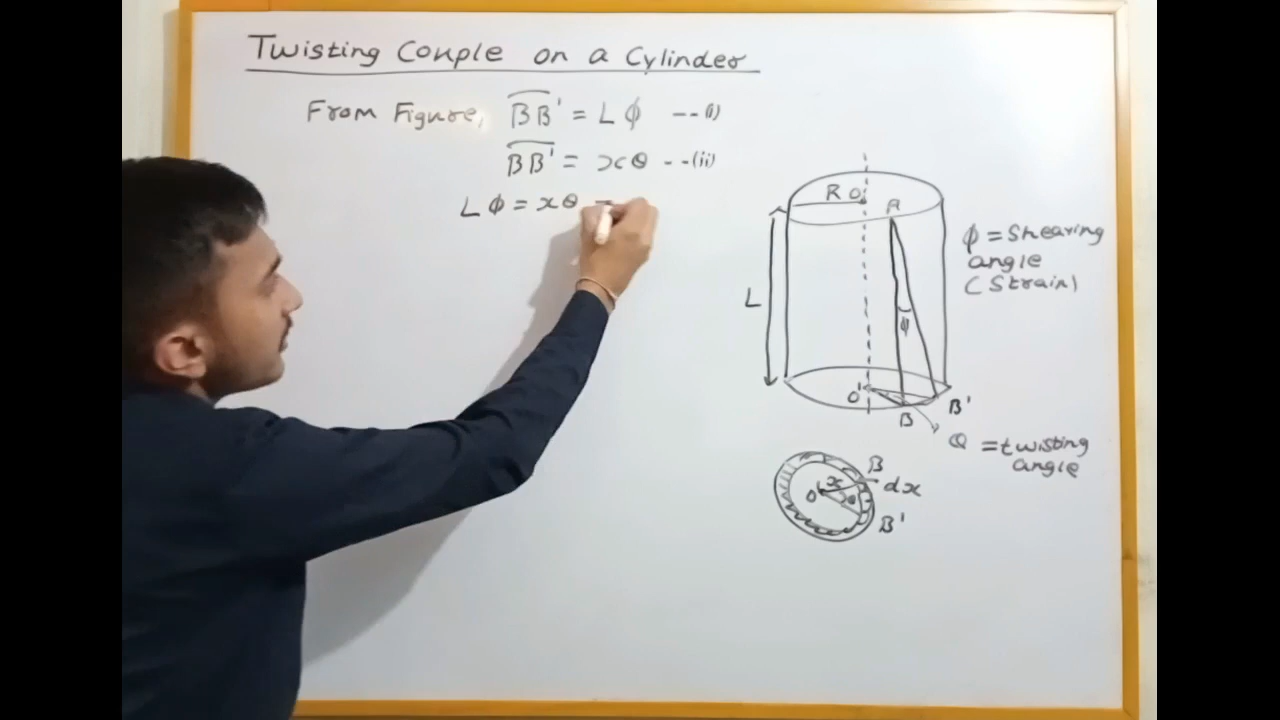 Twisting Couple on a Cylinder
From Figure, BB' = Lϕ --(i)
BB' = xθ --(ii)
Lϕ = xθ
R O A
ϕ = Shearing
angle
(Strain)
L
ϕ
O' B B'
θ = twisting
angle
B
x dx
O θ
B'